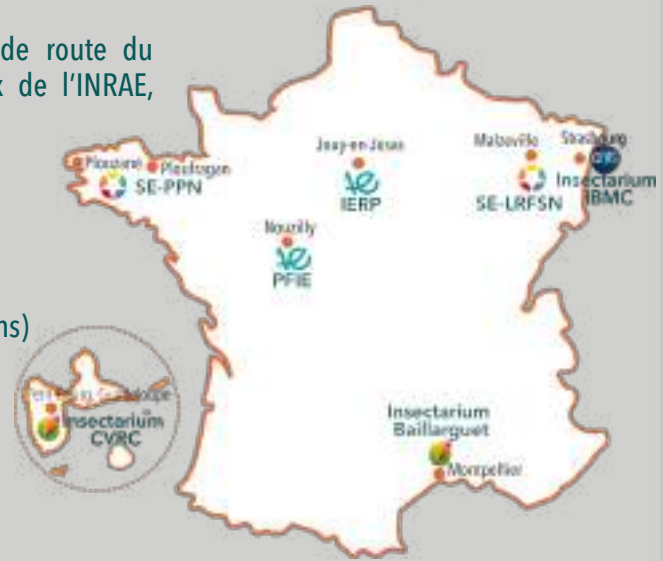 de route du
de l'INRAE,
ns)
Plouzané
Ploufragan
SE-PPN
Jouy-en-Josas
IERP
Malzéville
SE-LRFSN
Strasbourg
Insectarium
IBMC
Nouzilly
PFIE
Insectarium
CVRC
Insectarium
Baillarguet
Montpellier